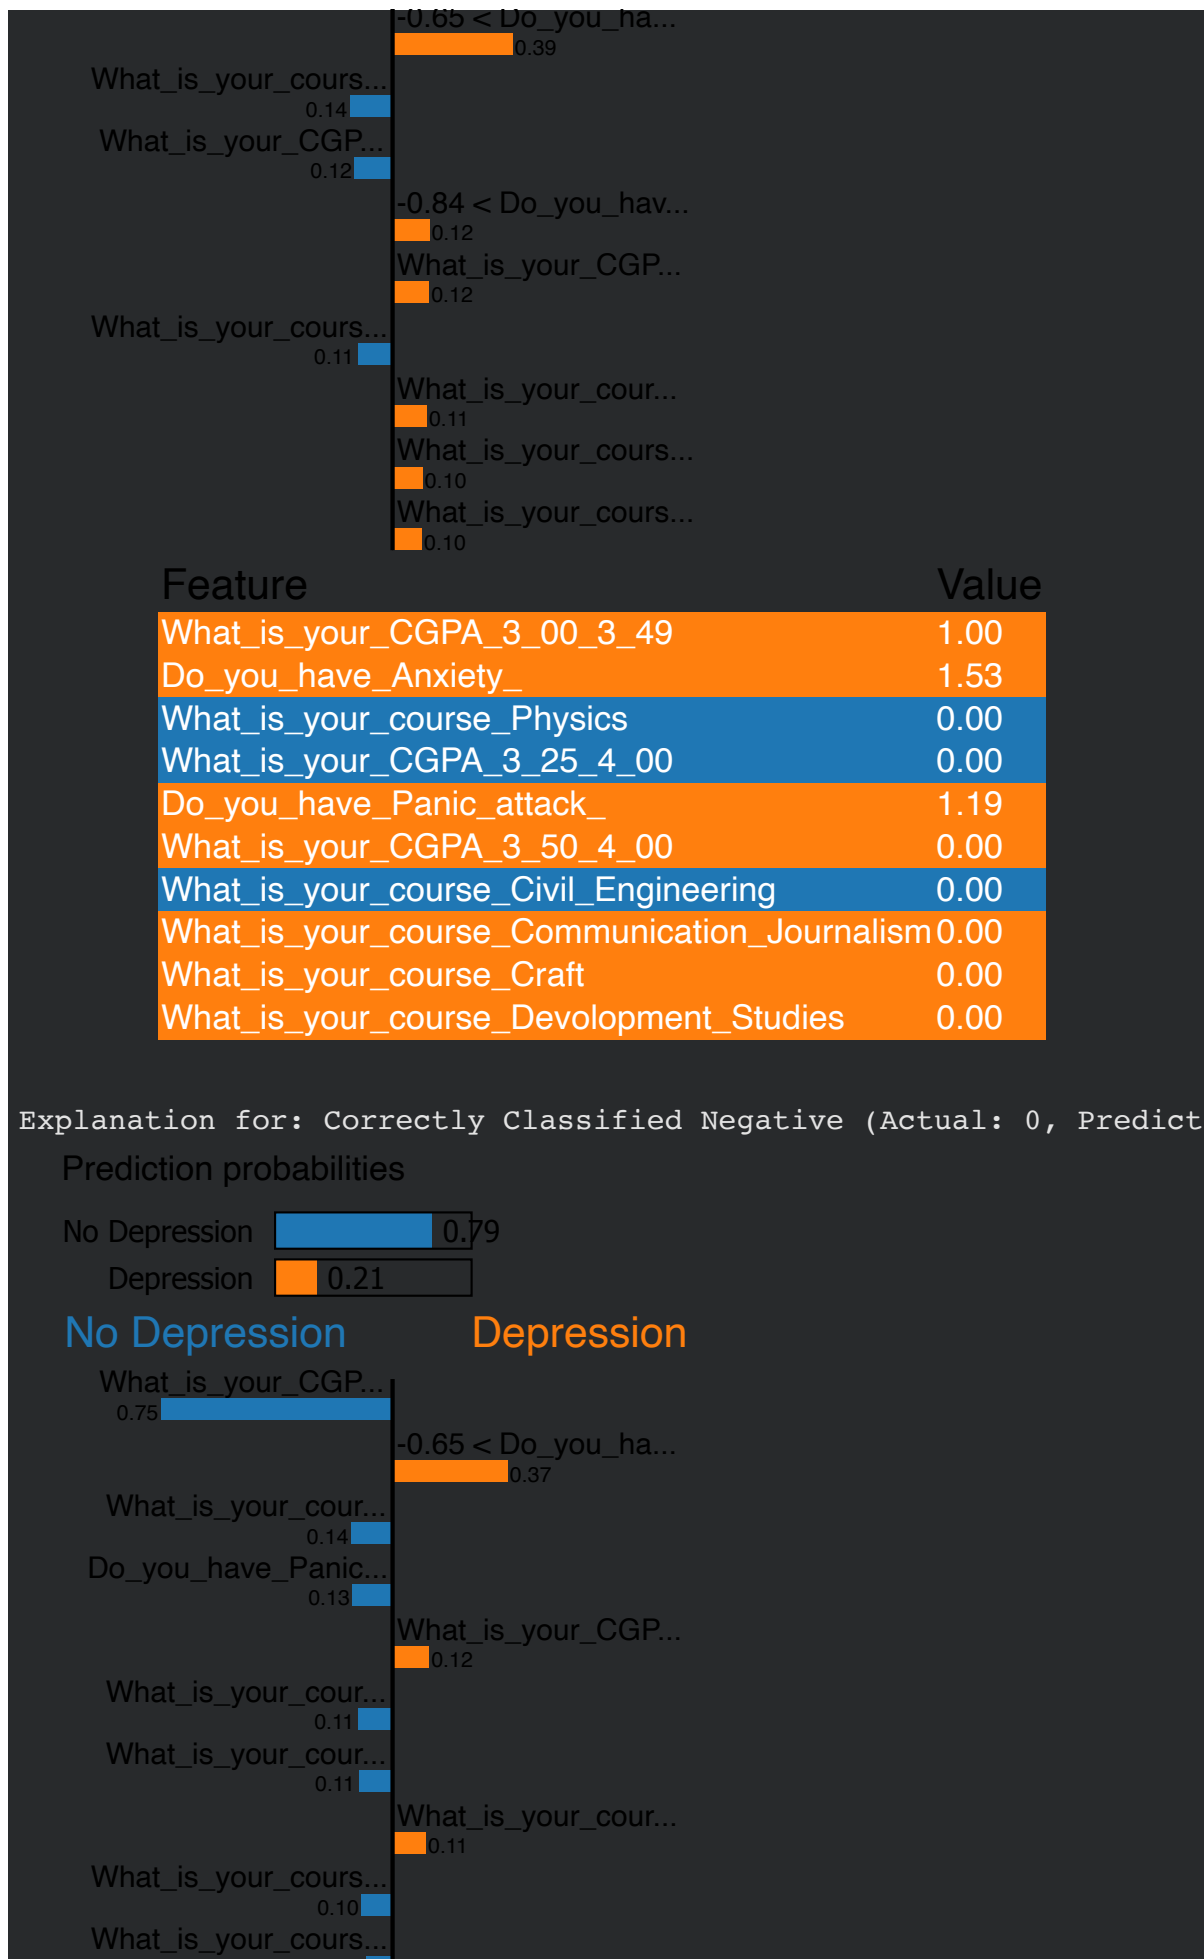 -0.65 < Do_you_ha...
0.39
What_is_your_cours...
0.14
What_is_your_CGP...
0.12
-0.84 < Do_you_hav...
0.12
What_is_your_CGP...
0.12
What_is_your_cours...
0.11
What_is_your_cour...
0.11
What_is_your_cours...
0.10
What_is_your_cours...
0.10
Feature Value
What_is_your_CGPA_3_00_3_49 1.00
Do_you_have_Anxiety_ 1.53
What_is_your_course_Physics 0.00
What_is_your_CGPA_3_25_4_00 0.00
Do_you_have_Panic_attack_ 1.19
What_is_your_CGPA_3_50_4_00 0.00
What_is_your_course_Civil_Engineering 0.00
What_is_your_course_Communication_Journalism 0.00
What_is_your_course_Craft 0.00
What_is_your_course_Devolopment_Studies 0.00
Explanation for: Correctly Classified Negative (Actual: 0, Predict
Prediction probabilities
No Depression 0.79
Depression 0.21
No Depression Depression
What_is_your_CGP...
0.75
-0.65 < Do_you_ha...
0.37
What_is_your_cour...
0.14
Do_you_have_Panic...
0.13
What_is_your_CGP...
0.12
What_is_your_cour...
0.11
What_is_your_cour...
0.11
What_is_your_cour...
0.11
What_is_your_cours...
0.10
What_is_your_cours...